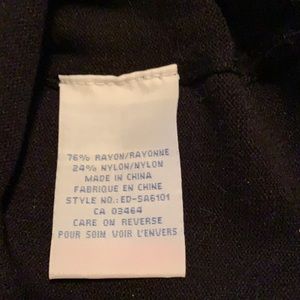 76% RAYON/RAYONNE
24% NYLON/NYLON
MADE IN CHINA
FABRIQUE EN CHINE
STYLE NO.: ED-SA6101
CA 03464
CARE ON REVERSE
POUR SOIN VOIR L'ENVERS